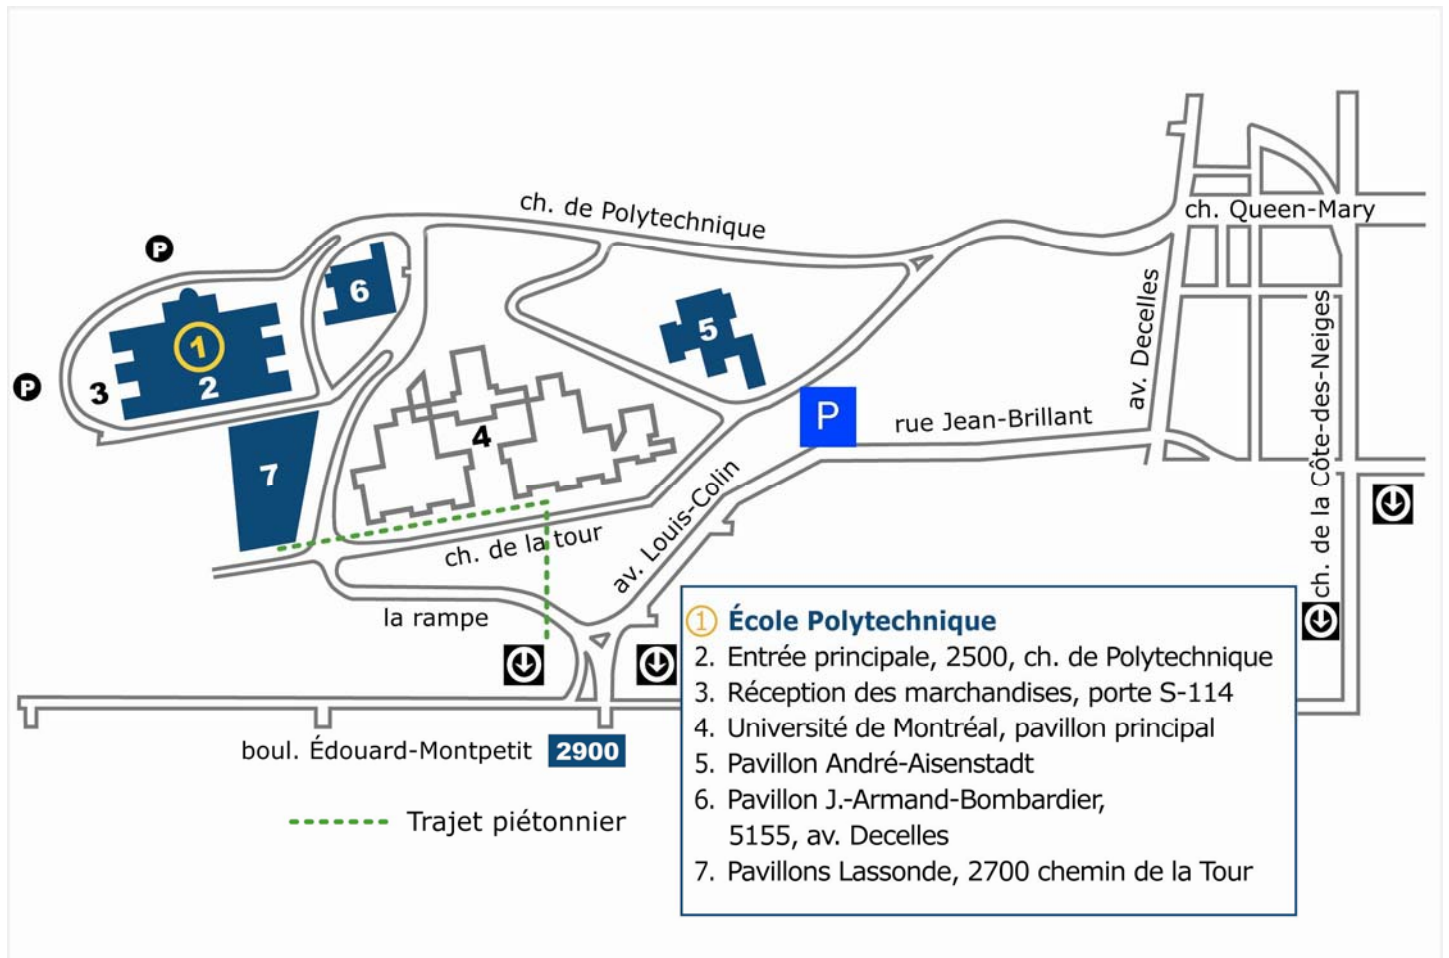 ch. de Polytechnique
ch. Queen-Mary
P
6
av. Decelles
ch. de la Côte-des-Neiges
1
5
P
3
2
P
rue Jean-Brillant
4
7
av. Louis-Colin
ch. de la tour
la rampe
boul. Édouard-Montpetit 2900
Trajet piétonnier
1 École Polytechnique
2. Entrée principale, 2500, ch. de Polytechnique
3. Réception des marchandises, porte S-114
4. Université de Montréal, pavillon principal
5. Pavillon André-Aisenstadt
6. Pavillon J.-Armand-Bombardier,
5155, av. Decelles
7. Pavillons Lassonde, 2700 chemin de la Tour